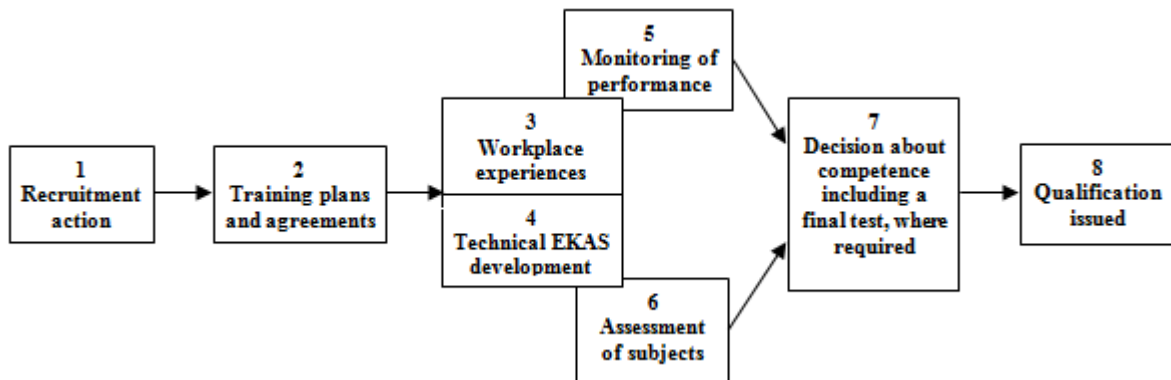 1
Recruitment
action
2
Training plans
and agreements
3
Workplace
experiences
4
Technical EKAS
development
5
Monitoring of
performance
6
Assessment
of subjects
7
Decision about
competence
including a
final test, where
required
8
Qualification
issued